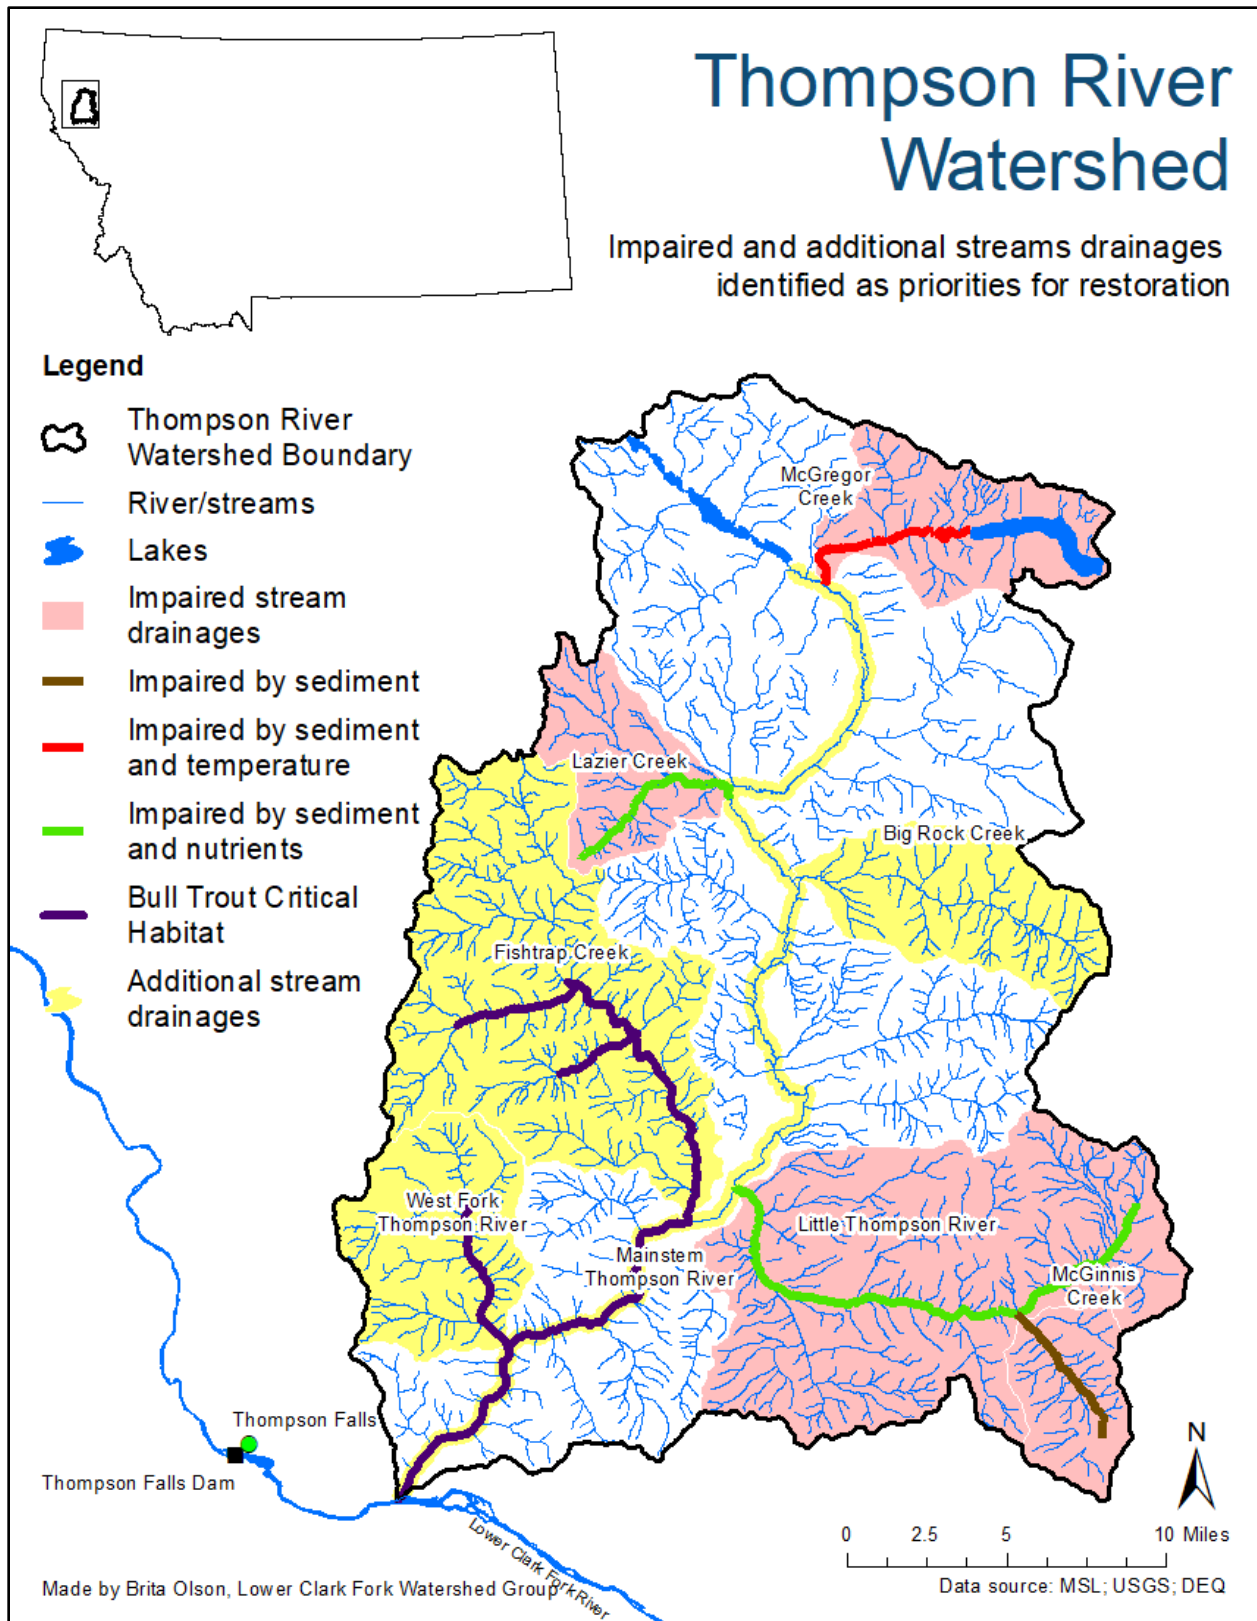 Thompson River
Watershed
Impaired and additional streams drainages
identified as priorities for restoration
Legend
Thompson River
Watershed Boundary
River/streams
Lakes
Impaired stream
drainages
Impaired by sediment
Impaired by sediment
and temperature
Impaired by sediment
and nutrients
Bull Trout Critical
Habitat
Additional stream
drainages
McGregor
Creek
Lazier Creek
Big Rock Creek
Fishtrap Creek
West Fork
Thompson River
Mainstem
Thompson River
Little Thompson River
McGinnis
Creek
Thompson Falls
Thompson Falls Dam
Lower Clark Fork River
N
0 2.5 5 10 Miles
Data source: MSL; USGS; DEQ
Made by Brita Olson, Lower Clark Fork Watershed Group